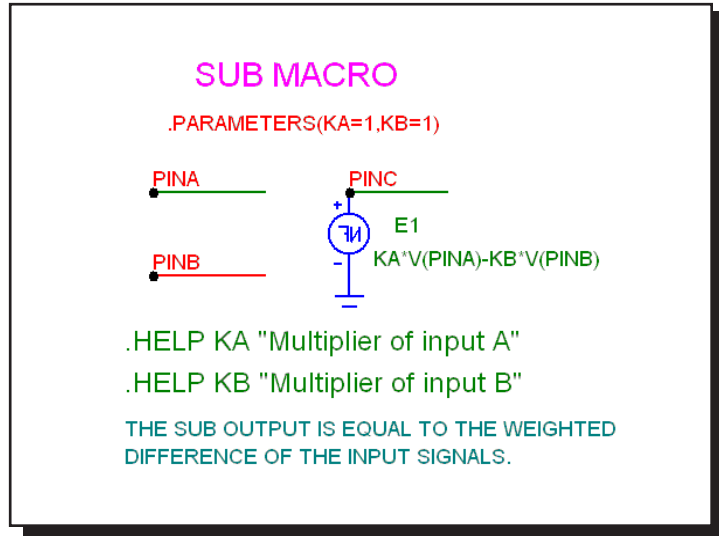 SUB MACRO
.PARAMETERS(KA=1,KB=1)
PINA
PINC
+
E1
NF
KA*V(PINA)-KB*V(PINB)
-
PINB
.HELP KA "Multiplier of input A"
.HELP KB "Multiplier of input B"
THE SUB OUTPUT IS EQUAL TO THE WEIGHTED
DIFFERENCE OF THE INPUT SIGNALS.